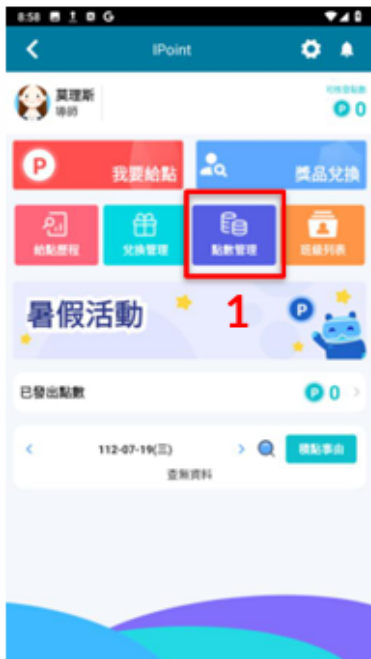 8:58
IPoint
莫理斯
導師
可核發點數
P 0
P 我要給點
獎品兌換
給點歷程
兌換管理
點數管理
班級列表
暑假活動
1
已發出點數
P 0
112-07-19(三)
積點事由
查無資料